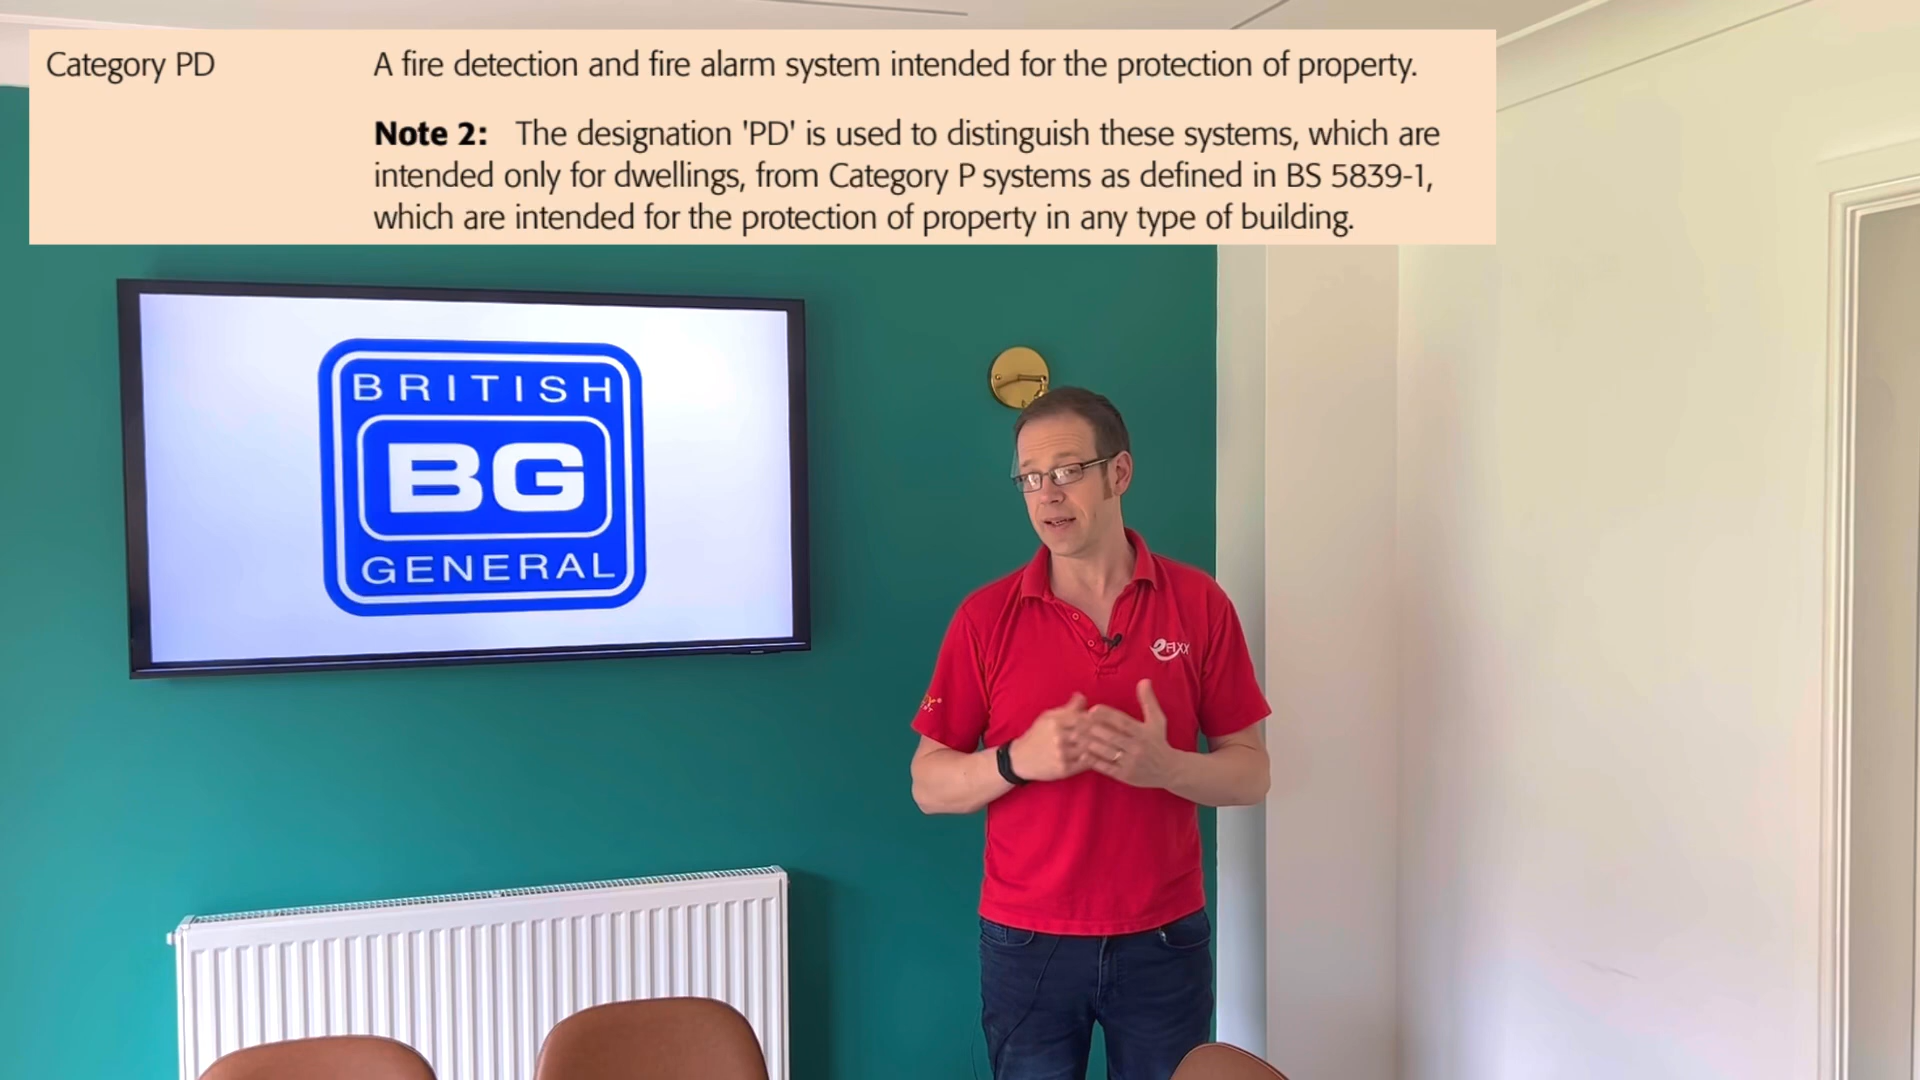 Category PD
A fire detection and fire alarm system intended for the protection of property.
Note 2: The designation 'PD' is used to distinguish these systems, which are
intended only for dwellings, from Category P systems as defined in BS 5839-1,
which are intended for the protection of property in any type of building.
BRITISH
BG
GENERAL
eFIXX